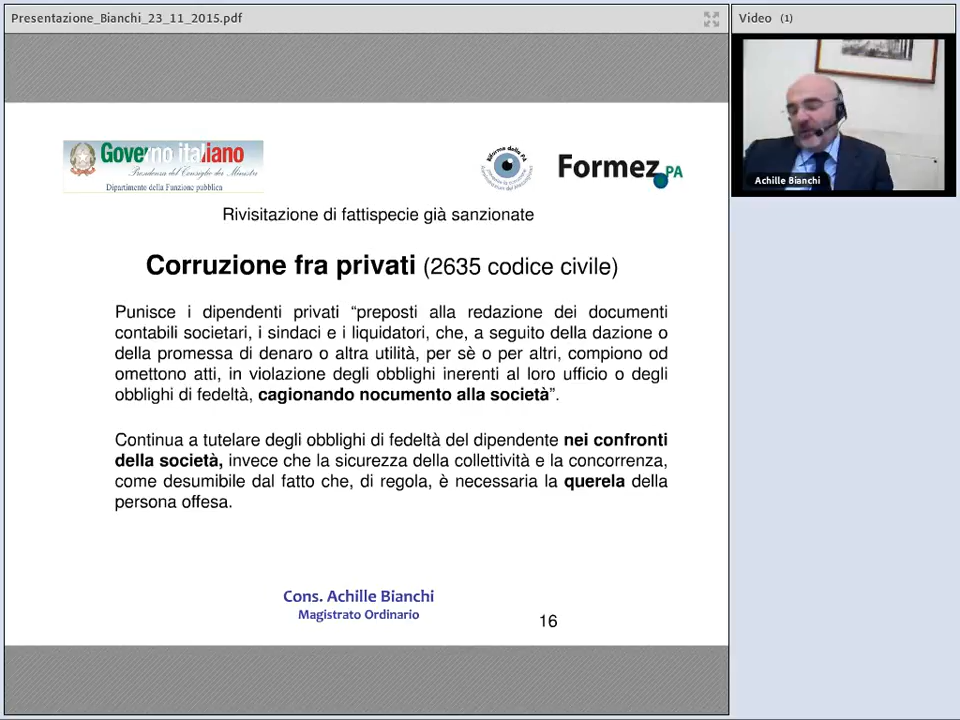 Presentazione_Bianchi_23_11_2015.pdf
Video (1)
Achille Bianchi
Governo italiano
Presidenza del Consiglio dei Ministri
Dipartimento della Funzione pubblica
Riforma della PA
Formez PA
Rivisitazione di fattispecie già sanzionate
Corruzione fra privati (2635 codice civile)
Punisce i dipendenti privati “preposti alla redazione dei documenti
contabili societari, i sindaci e i liquidatori, che, a seguito della dazione o
della promessa di denaro o altra utilità, per sè o per altri, compiono od
omettono atti, in violazione degli obblighi inerenti al loro ufficio o degli
obblighi di fedeltà, cagionando nocumento alla società”.
Continua a tutelare degli obblighi di fedeltà del dipendente nei confronti
della società, invece che la sicurezza della collettività e la concorrenza,
come desumibile dal fatto che, di regola, è necessaria la querela della
persona offesa.
Cons. Achille Bianchi
Magistrato Ordinario
16